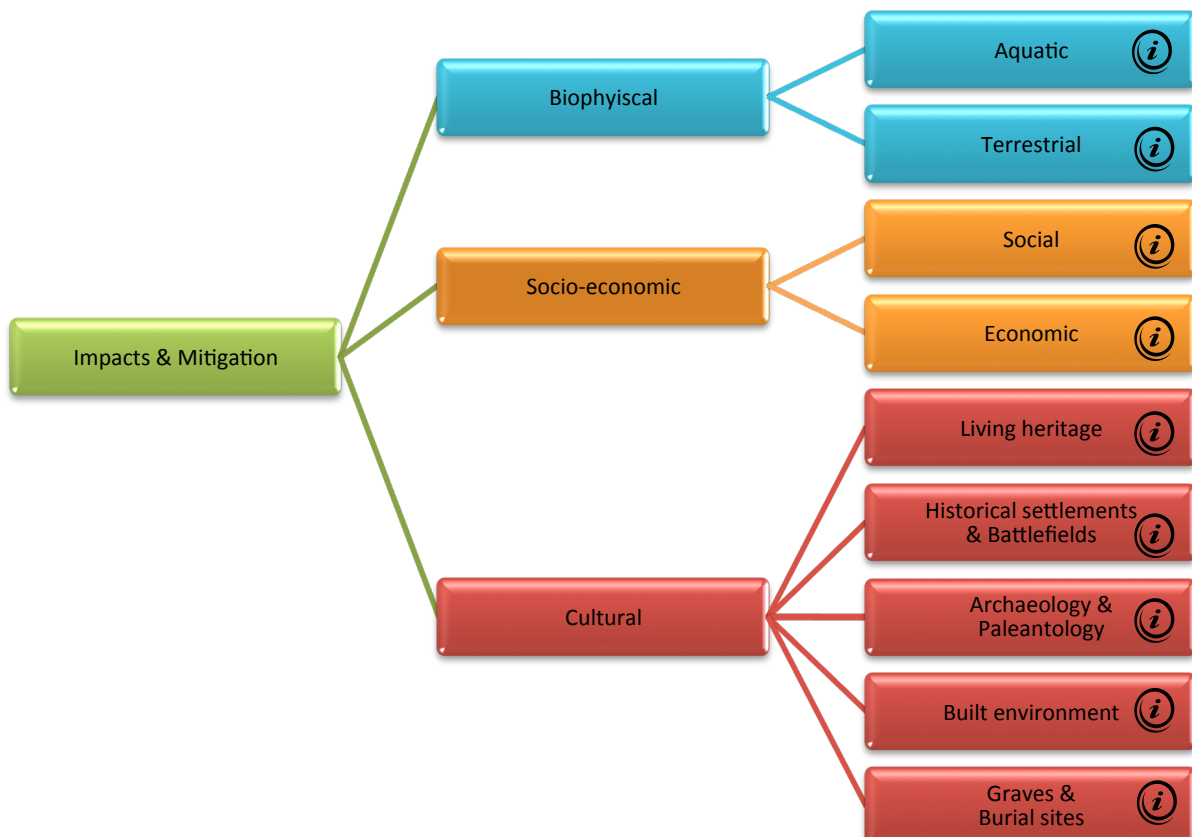 Impacts & Mitigation
Biophyiscal
Aquatic
i
Terrestrial
i
Socio-economic
Social
i
Economic
i
Cultural
Living heritage
i
Historical settlements
& Battlefields
i
Archaeology &
Paleantology
i
Built environment
i
Graves &
Burial sites
i